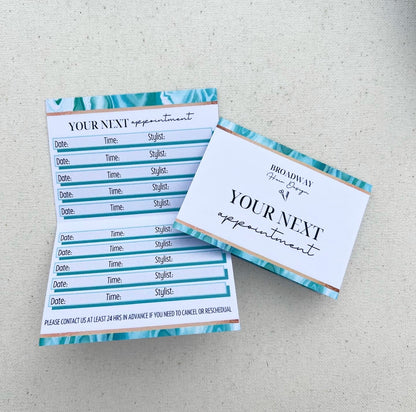 YOUR NEXT appointment
Date: Time: Stylist:
Date: Time: Stylist:
Date: Time: Stylist:
Date: Time: Stylist:
Date: Time: Stylist:
Date: Time: Stylist:
Date: Time: Stylist:
Date: Time: Stylist:
Date: Time: Stylist:
Date: Time: Stylist:
PLEASE CONTACT US AT LEAST 24 HRS IN ADVANCE IF YOU NEED TO CANCEL OR RESCHEDUAL
BROADWAY
Hair Design
YOUR NEXT
appointment